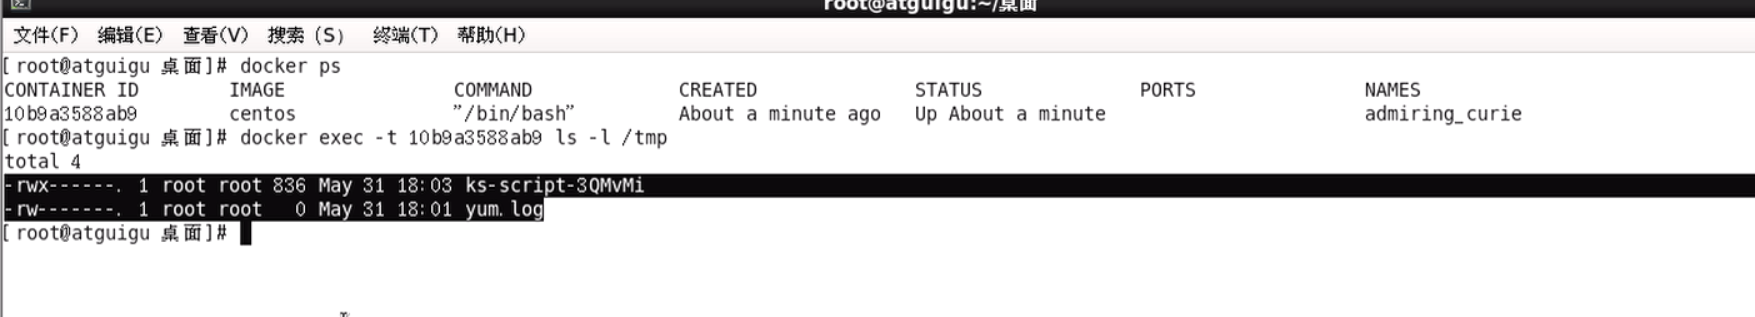 root@atguigu:~/桌面
文件(F) 编辑(E) 查看(V) 搜索 (S) 终端(T) 帮助(H)
[root@atguigu 桌面]# docker ps
CONTAINER ID IMAGE COMMAND CREATED STATUS PORTS NAMES
10b9a3588ab9 centos "/bin/bash" About a minute ago Up About a minute admiring_curie
[root@atguigu 桌面]# docker exec -t 10b9a3588ab9 ls -l /tmp
total 4
-rwx------. 1 root root 836 May 31 18:03 ks-script-3QMvMi
-rw-------. 1 root root 0 May 31 18:01 yum.log
[root@atguigu 桌面]#